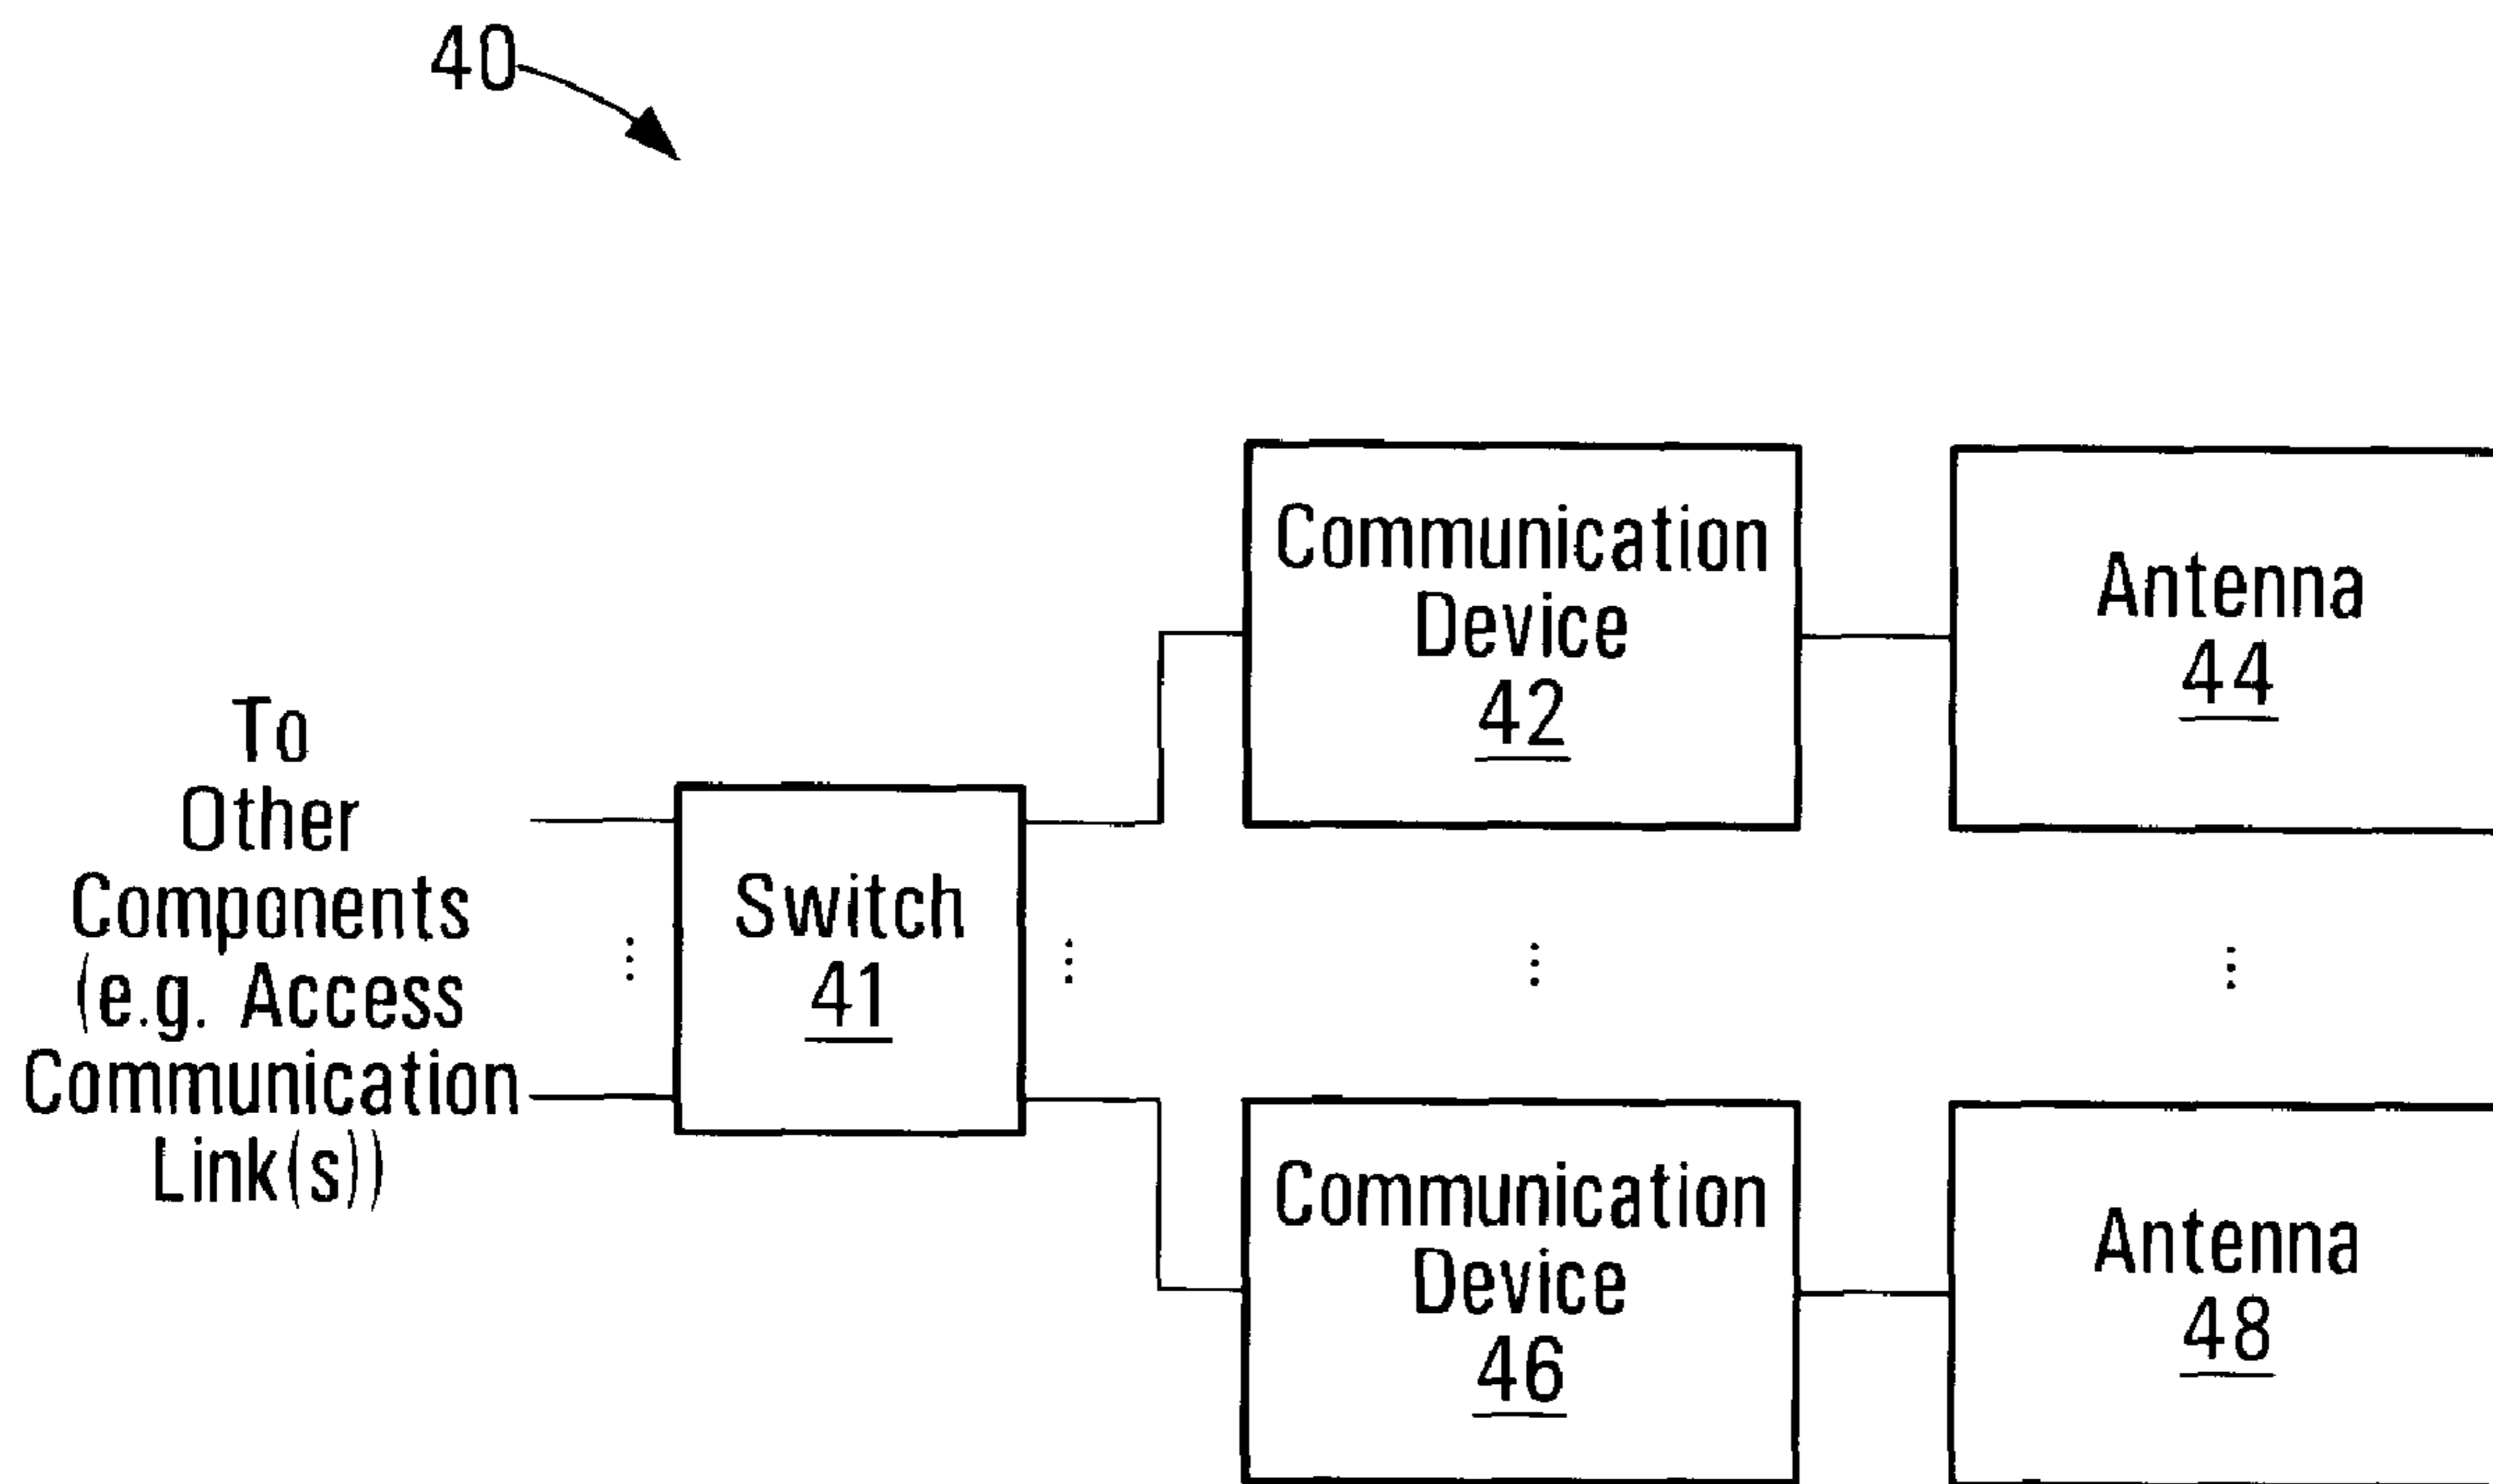 40
Communication
Device
42
Antenna
44
To
Other
Components
(e.g. Access
Communication
Link(s))
Switch
41
Communication
Device
46
Antenna
48